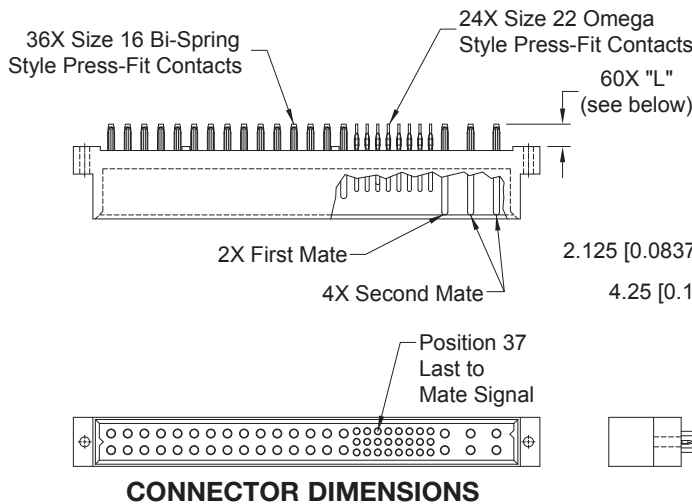 36X Size 16 Bi-Spring
Style Press-Fit Contacts
24X Size 22 Omega
Style Press-Fit Contacts
60X "L"
(see below)
2X First Mate
4X Second Mate
2.125 [0.0837
4.25 [0.1
Position 37
Last to
Mate Signal
CONNECTOR DIMENSIONS